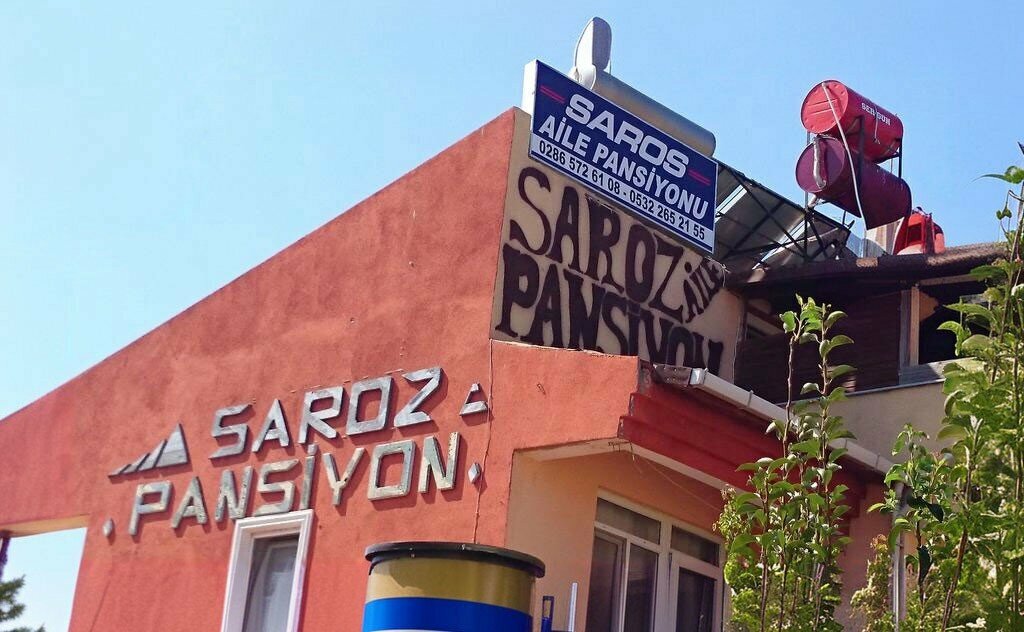 SAROS
AİLE PANSİYONU
0286 572 61 08 - 0532 265 21 55
SAROZ AİLE
PANSİYON
SAROZ
PANSİYON